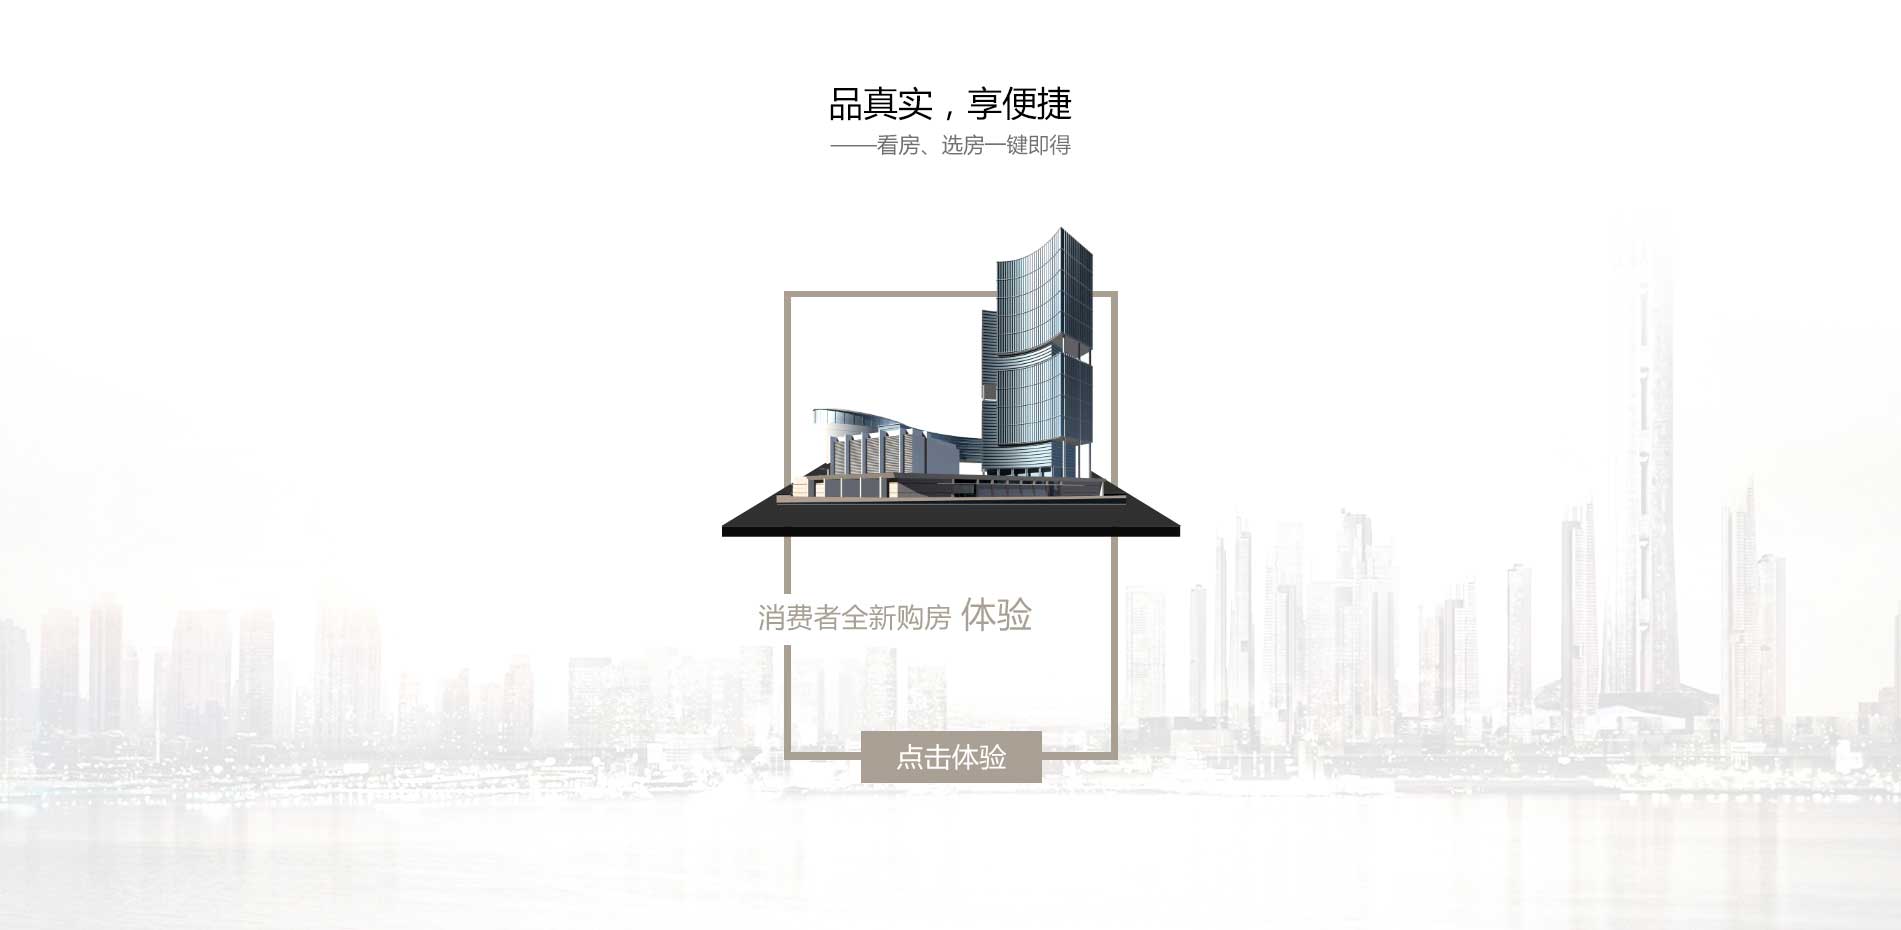 品真实，享便捷
——看房、选房一键即得
消费者全新购房 体验
点击体验